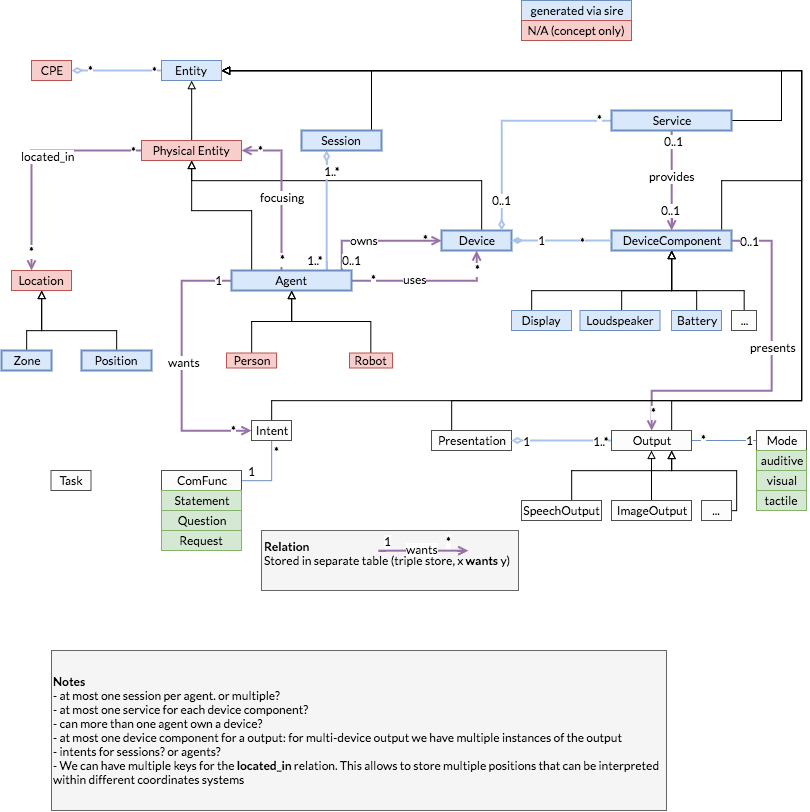 generated via sire
N/A (concept only)
CPE
*
*
Entity
Service
*
Session
0..1
Physical Entity
*
*
located_in
1..*
provides
focusing
0..1
0..1
*
*
1..*
0..1
owns
*
Device
1
*
DeviceComponent
0..1
Location
1
Agent
*
uses
*
Display
Loudspeaker
Battery
...
presents
Zone
Position
wants
Person
Robot
*
*
Intent
Presentation
1
1..*
Output
*
1
Mode
*
auditive
visual
tactile
Task
ComFunc
1
Statement
Question
Request
SpeechOutput
ImageOutput
...
1
wants
*
Relation
Stored in separate table (triple store, x wants y)
Notes
- at most one session per agent. or multiple?
- at most one service for each device component?
- can more than one agent own a device?
- at most one device component for a output: for multi-device output we have multiple instances of the output
- intents for sessions? or agents?
- We can have multiple keys for the located_in relation. This allows to store multiple positions that can be interpreted
within different coordinates systems